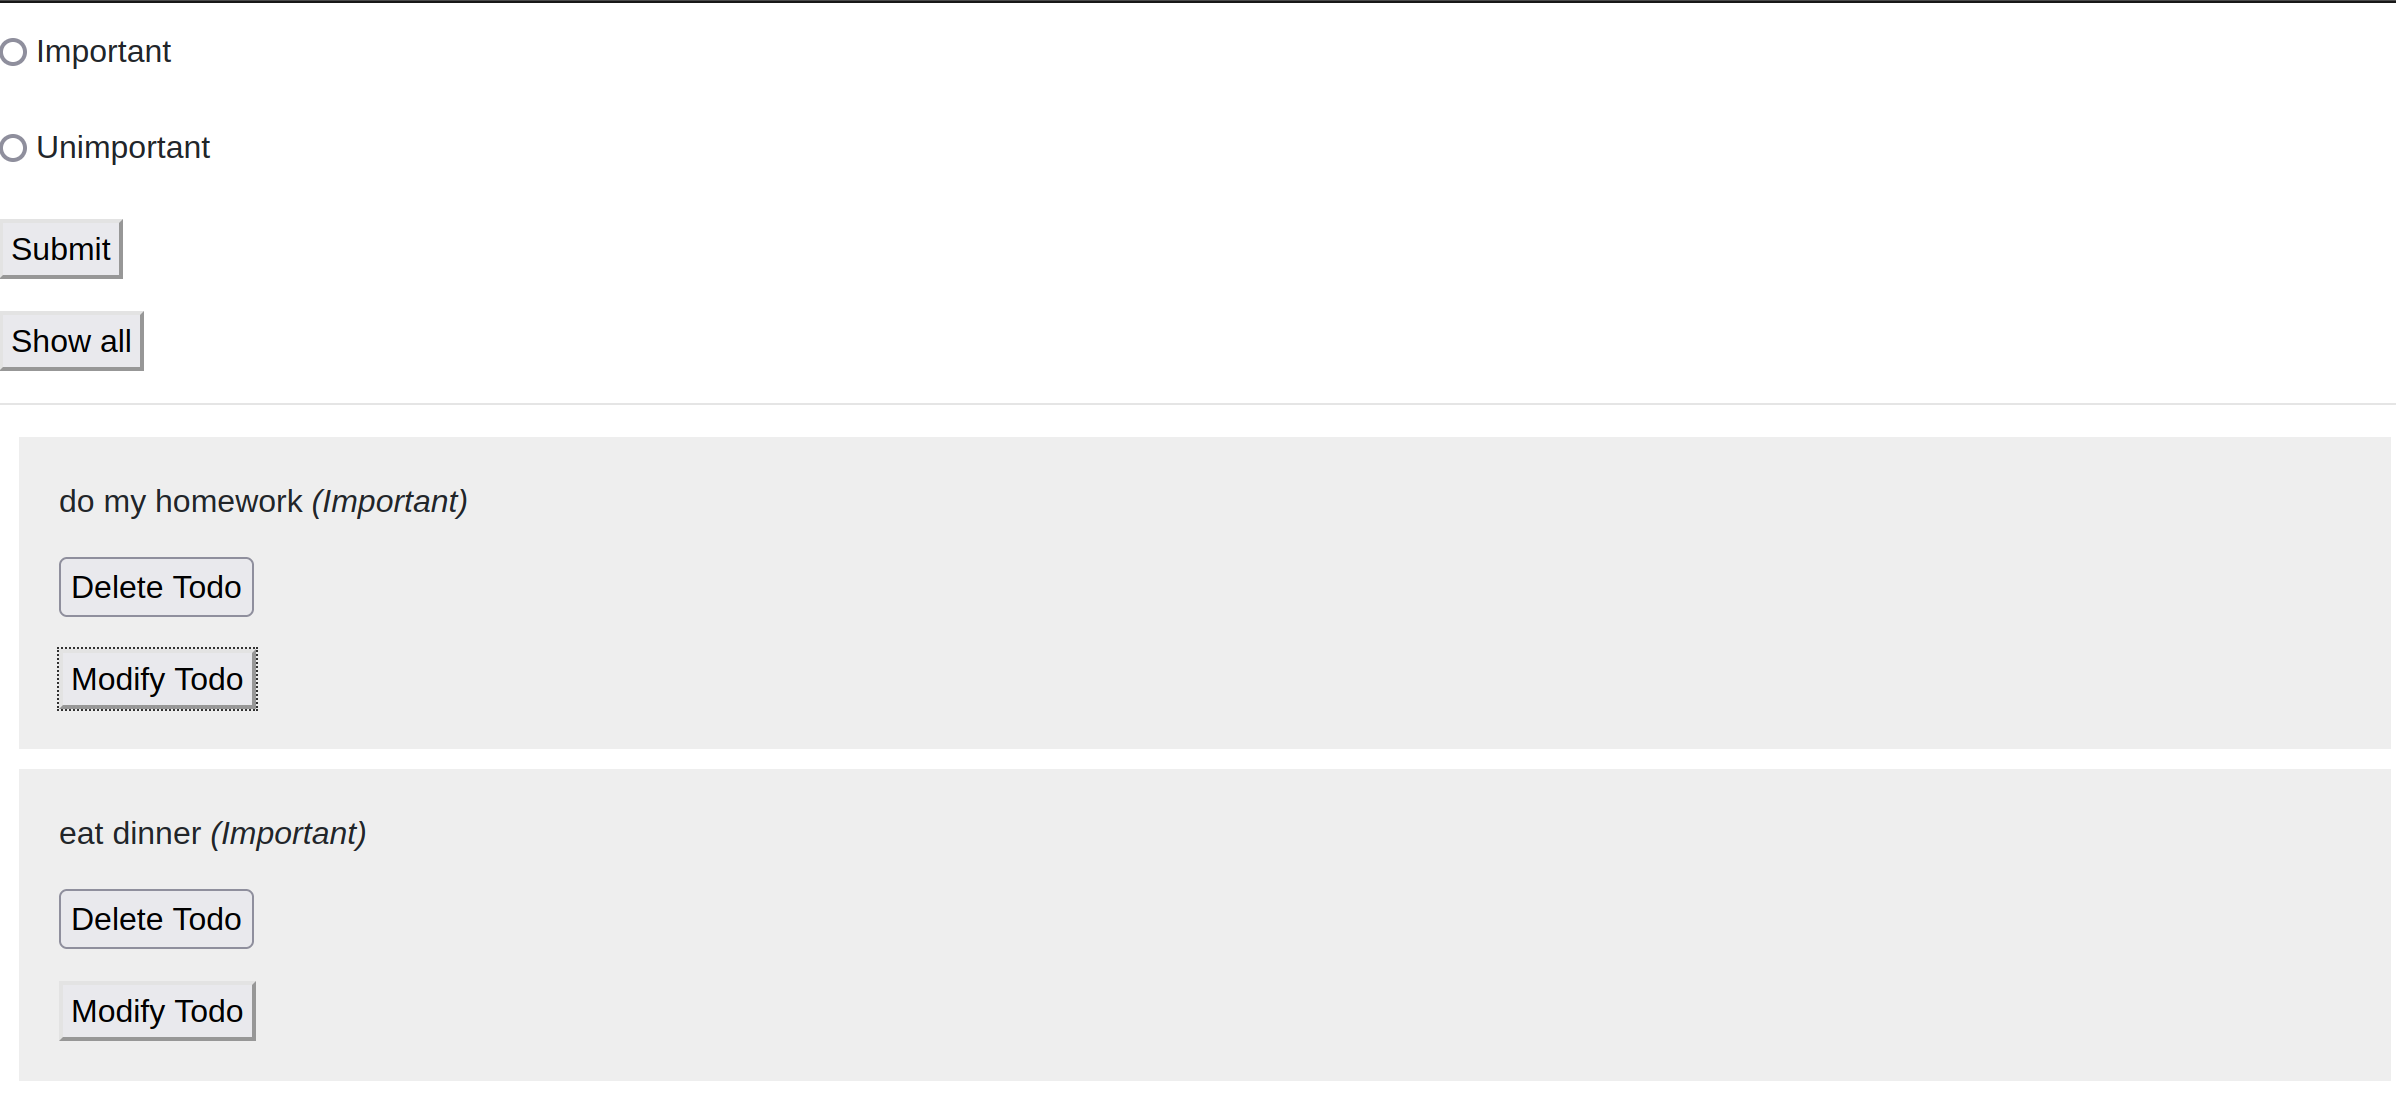 Important
Unimportant
Submit
Show all
do my homework (Important)
Delete Todo
Modify Todo
eat dinner (Important)
Delete Todo
Modify Todo